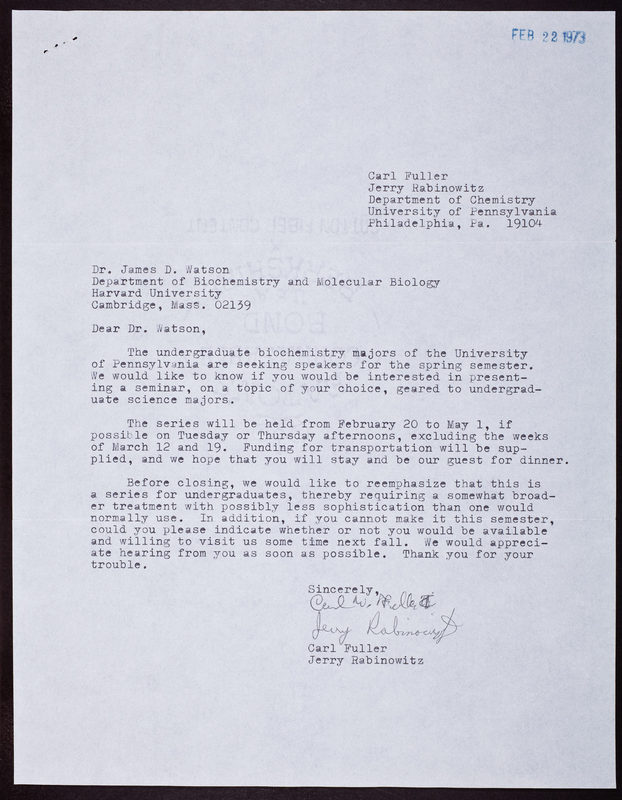 FEB 22 1973
Carl Fuller
Jerry Rabinowitz
Department of Chemistry
University of Pennsylvania
Philadelphia, Pa.  19104
Dr. James D. Watson
Department of Biochemistry and Molecular Biology
Harvard University
Cambridge, Mass. 02139
Dear Dr. Watson,
The undergraduate biochemistry majors of the University
of Pennsylvania are seeking speakers for the spring semester.
We would like to know if you would be interested in present-
ing a seminar, on a topic of your choice, geared to undergrad-
uate science majors.
The series will be held from February 20 to May 1, if
possible on Tuesday or Thursday afternoons, excluding the weeks
of March 12 and 19.  Funding for transportation will be sup-
plied, and we hope that you will stay and be our guest for dinner.
Before closing, we would like to reemphasize that this is
a series for undergraduates, thereby requiring a somewhat broad-
er treatment with possibly less sophistication than one would
normally use.  In addition, if you cannot make it this semester,
could you please indicate whether or not you would be available
and willing to visit us some time next fall.  We would appreci-
ate hearing from you as soon as possible.  Thank you for your
trouble.
Sincerely,
Carl W. Fuller
Jerry Rabinowitz
Carl Fuller
Jerry Rabinowitz